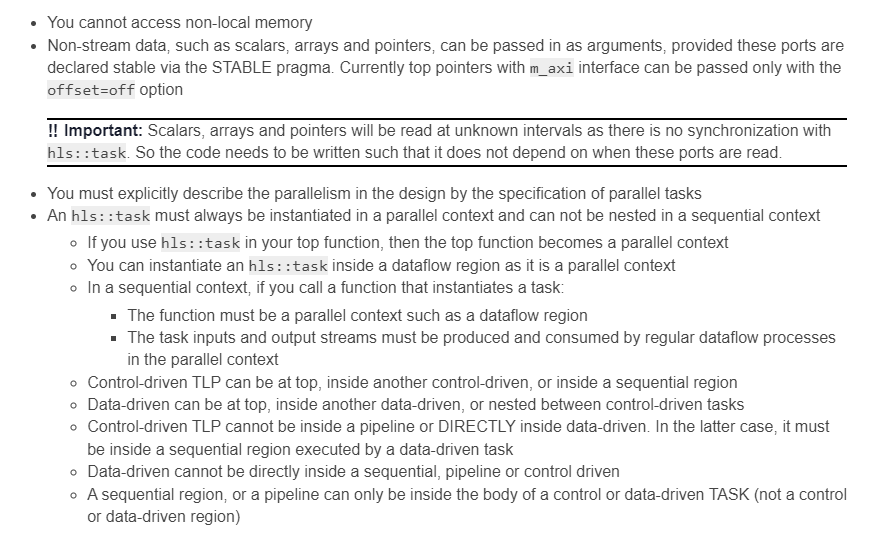 You cannot access non-local memory
Non-stream data, such as scalars, arrays and pointers, can be passed in as arguments, provided these ports are
declared stable via the STABLE pragma. Currently top pointers with m_axi interface can be passed only with the
offset=off option
!! Important: Scalars, arrays and pointers will be read at unknown intervals as there is no synchronization with
hls::task. So the code needs to be written such that it does not depend on when these ports are read.
You must explicitly describe the parallelism in the design by the specification of parallel tasks
An hls::task must always be instantiated in a parallel context and can not be nested in a sequential context
If you use hls::task in your top function, then the top function becomes a parallel context
You can instantiate an hls::task inside a dataflow region as it is a parallel context
In a sequential context, if you call a function that instantiates a task:
The function must be a parallel context such as a dataflow region
The task inputs and output streams must be produced and consumed by regular dataflow processes
in the parallel context
Control-driven TLP can be at top, inside another control-driven, or inside a sequential region
Data-driven can be at top, inside another data-driven, or nested between control-driven tasks
Control-driven TLP cannot be inside a pipeline or DIRECTLY inside data-driven. In the latter case, it must
be inside a sequential region executed by a data-driven task
Data-driven cannot be directly inside a sequential, pipeline or control driven
A sequential region, or a pipeline can only be inside the body of a control or data-driven TASK (not a control
or data-driven region)